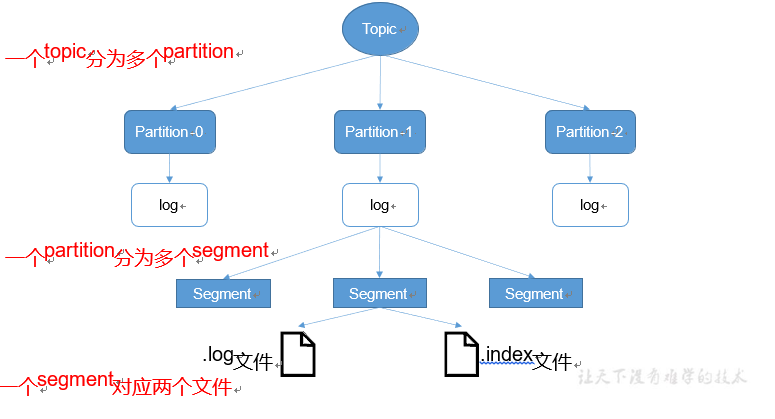 Topic
一个topic分为多个partition
Partition-0
Partition-1
Partition-2
log
log
log
一个partition分为多个segment
Segment
Segment
Segment
.log文件
.index文件
一个segment对应两个文件
让天下没有难学的技术